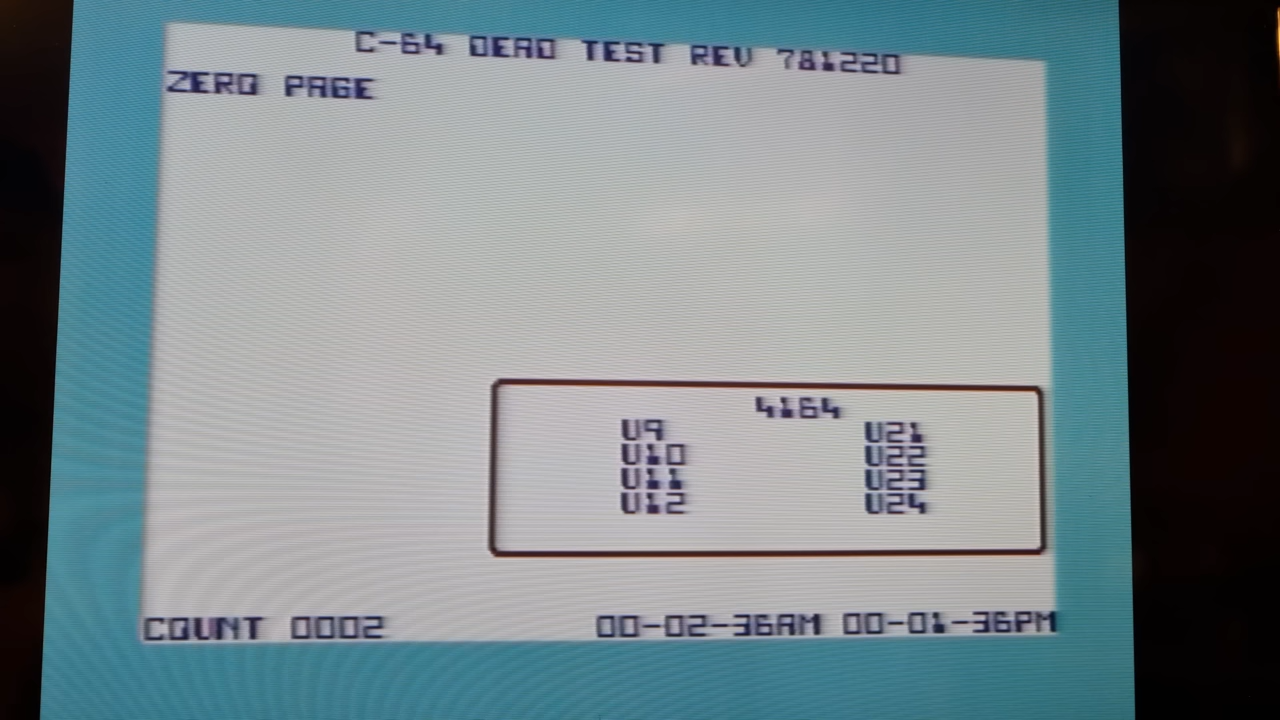 C-64 DEAD TEST REV 781220
ZERO PAGE
4164
U9 U21
U10 U22
U11 U23
U12 U24
COUNT 0002 00-02-36AM 00-01-36PM